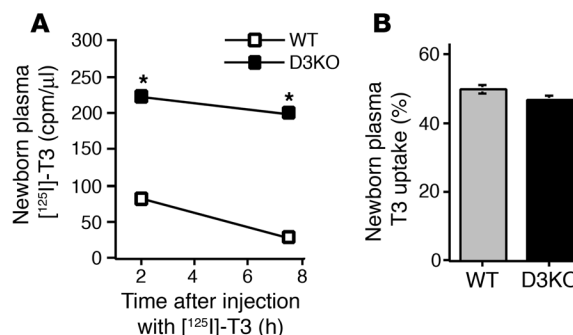 A
300
250
200
150
100
50
0
Newborn plasma
[¹²⁵I]-T3 (cpm/µl)
WT
D3KO
*
*
2 4 6 8
Time after injection
with [¹²⁵I]-T3 (h)
B
60
40
20
0
Newborn plasma
T3 uptake (%)
WT D3KO